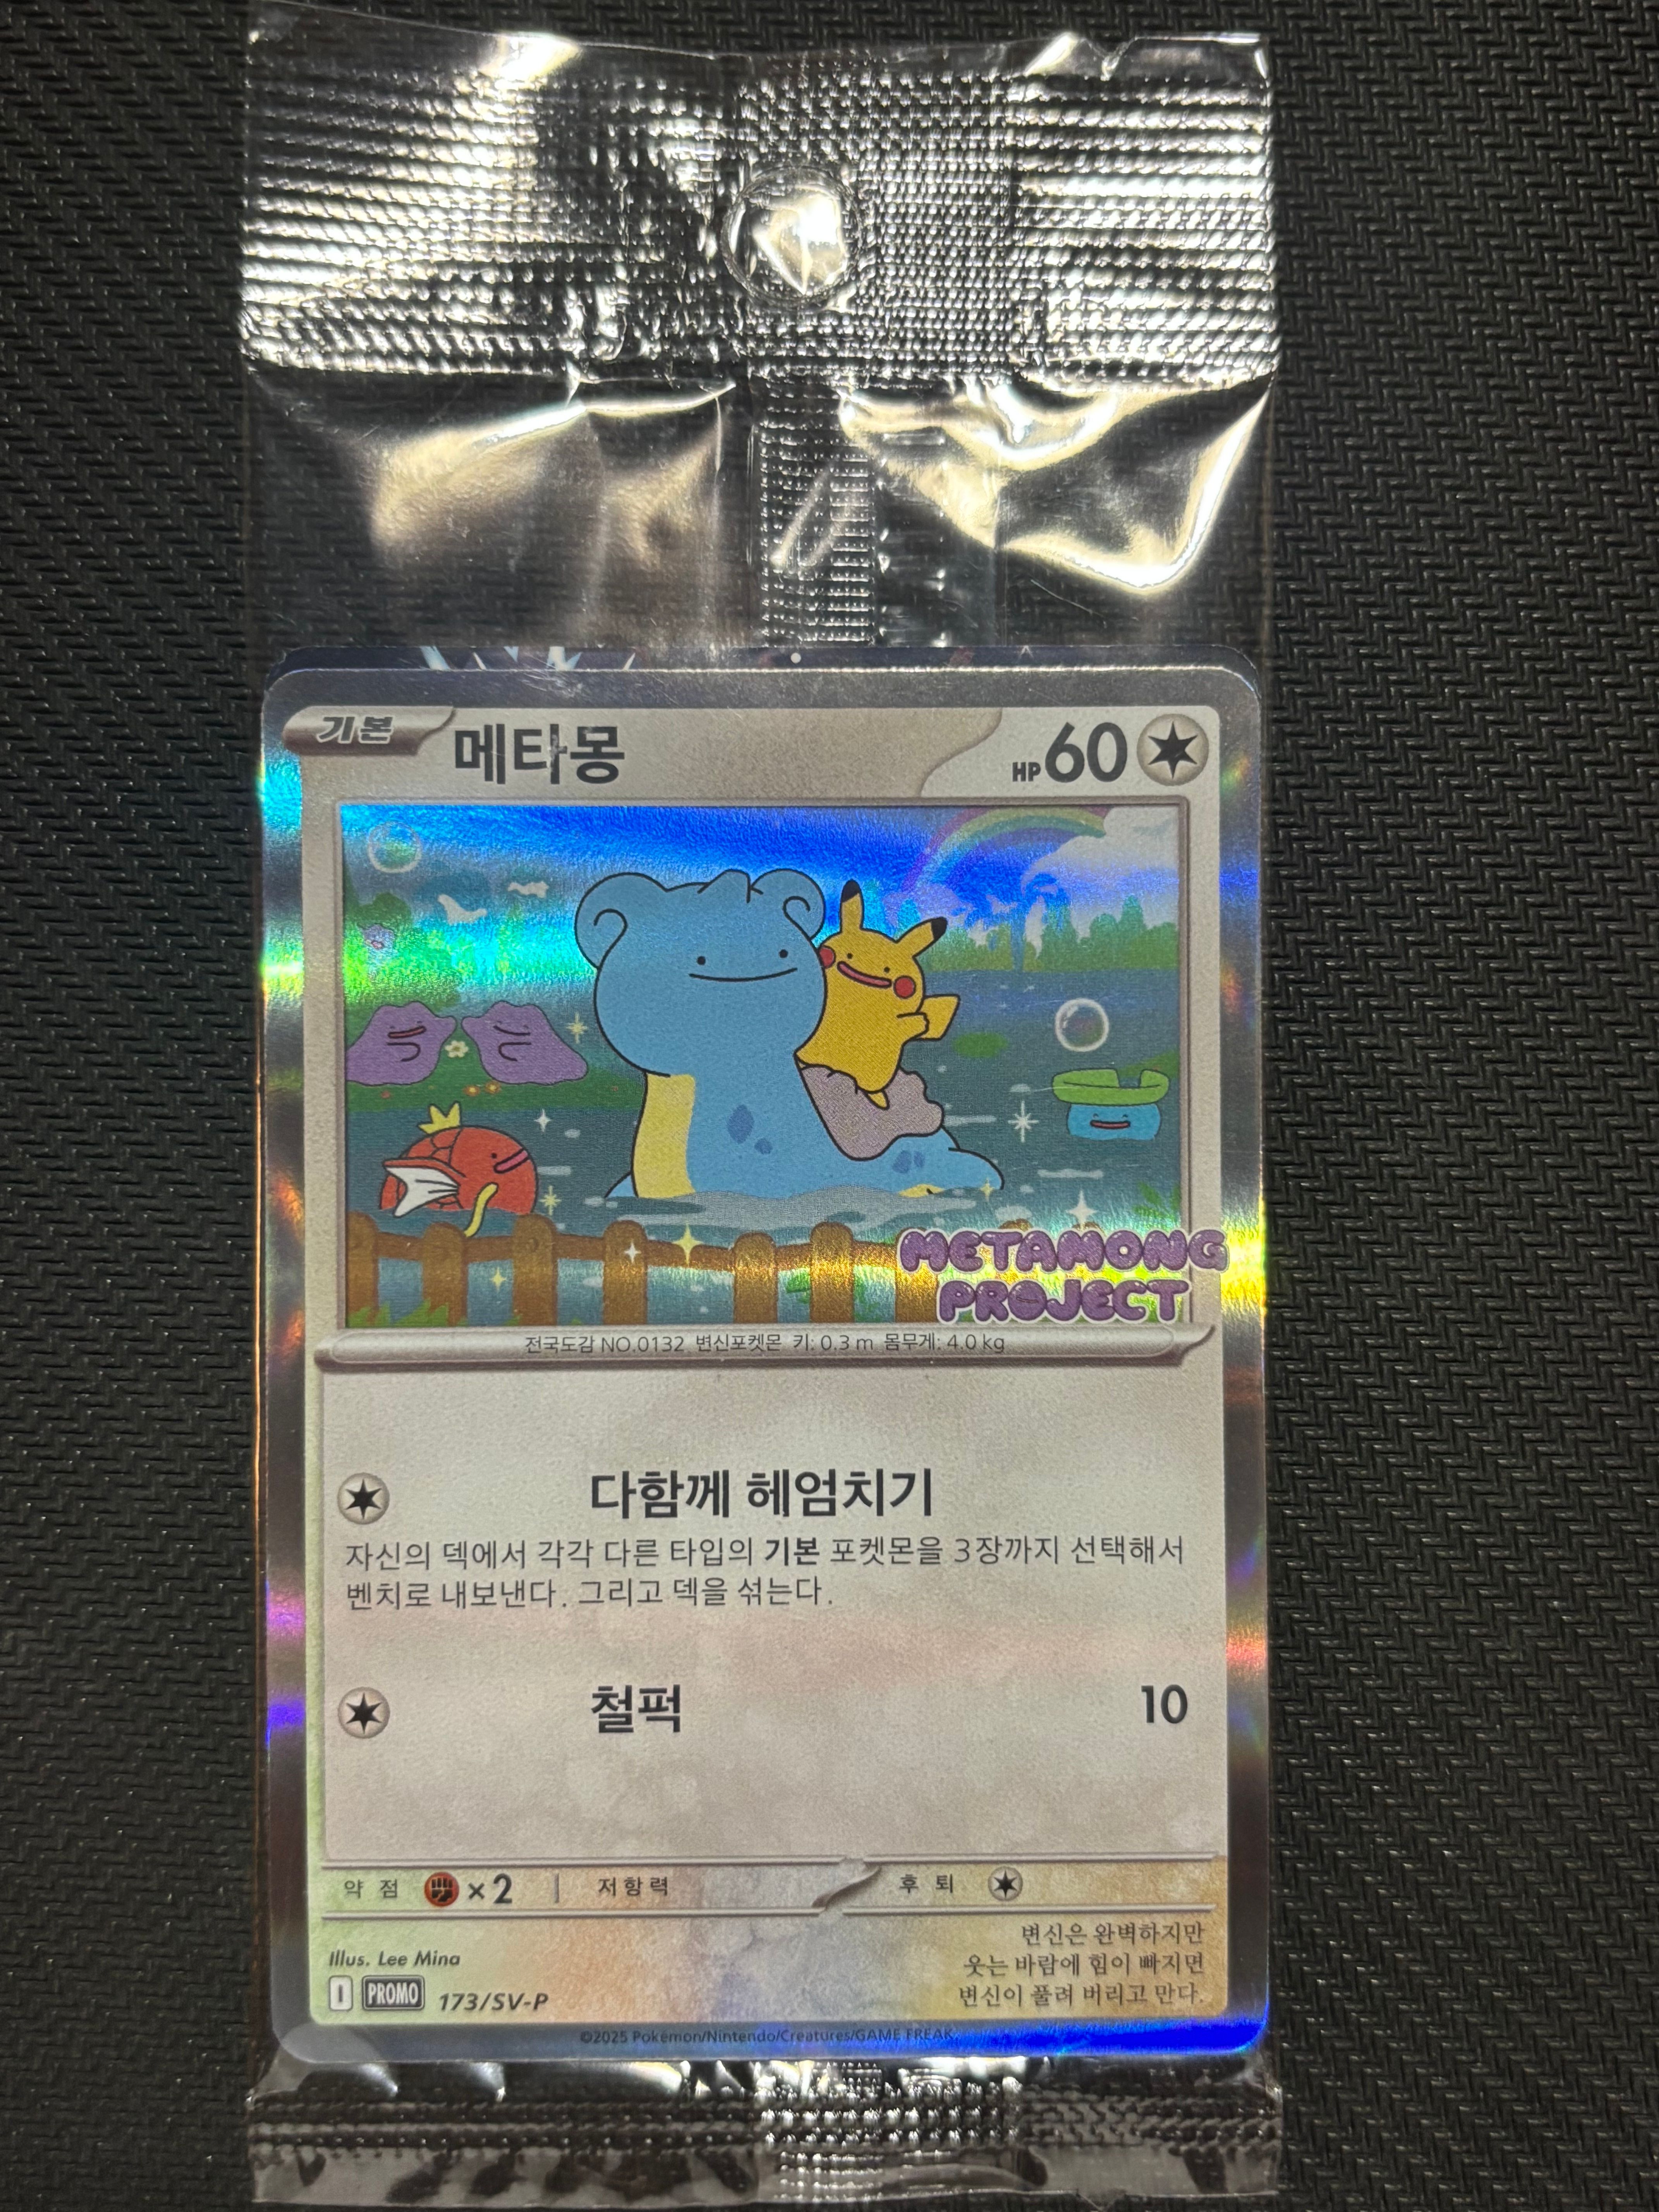 기본 메타몽 HP 60
METAMONG
PROJECT
전국도감 NO.0132 변신포켓몬 키: 0.3 m 몸무게: 4.0 kg
다함께 헤엄치기
자신의 덱에서 각각 다른 타입의 기본 포켓몬을 3장까지 선택해서
벤치로 내보낸다. 그리고 덱을 섞는다.
철퍽 10
약점 ×2 저항력 후퇴
Illus. Lee Mina
I PROMO 173/SV-P
변신은 완벽하지만
웃는 바람에 힘이 빠지면
변신이 풀려 버리고 만다.
©2025 Pokémon/Nintendo/Creatures/GAME FREAK.